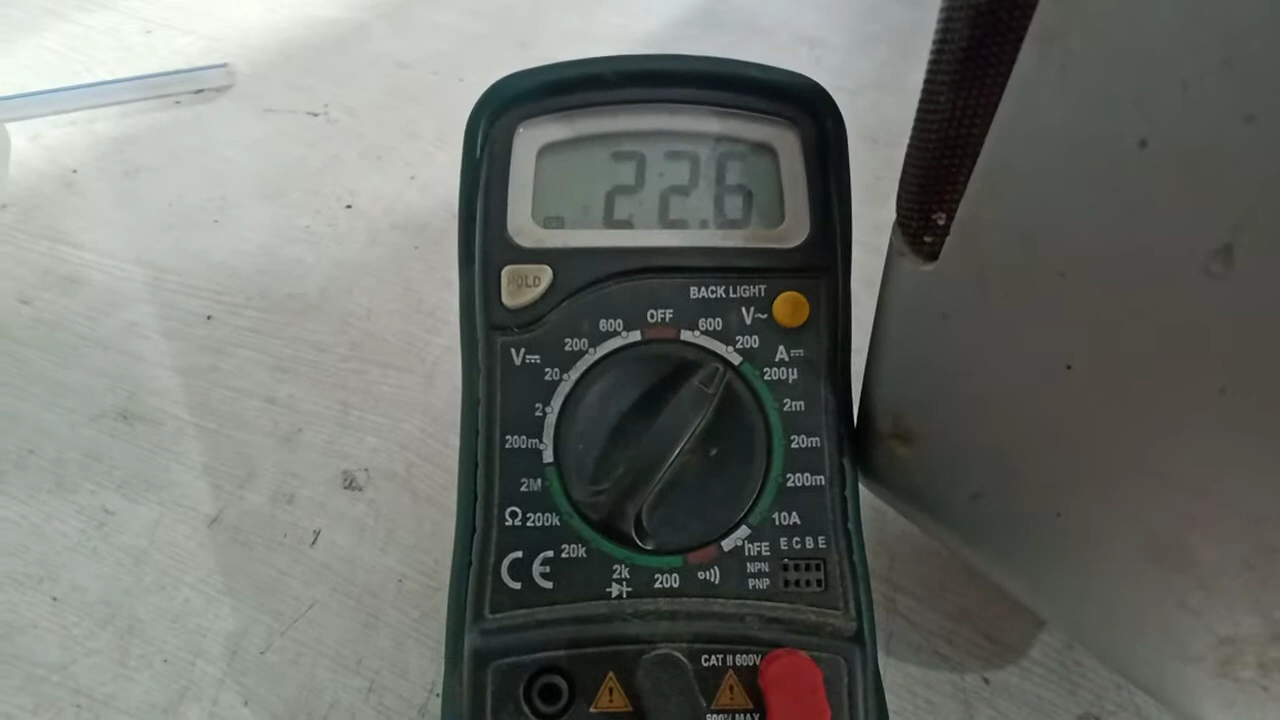 22.6
HOLD
BACK LIGHT
OFF
600
600
V~
200
200
V⎓
A⎓
20
200µ
2
2m
200m
20m
2M
200m
Ω 200k
10A
20k
hFE
E C B E
CE
2k
200
NPN
PNP
CAT II 600V